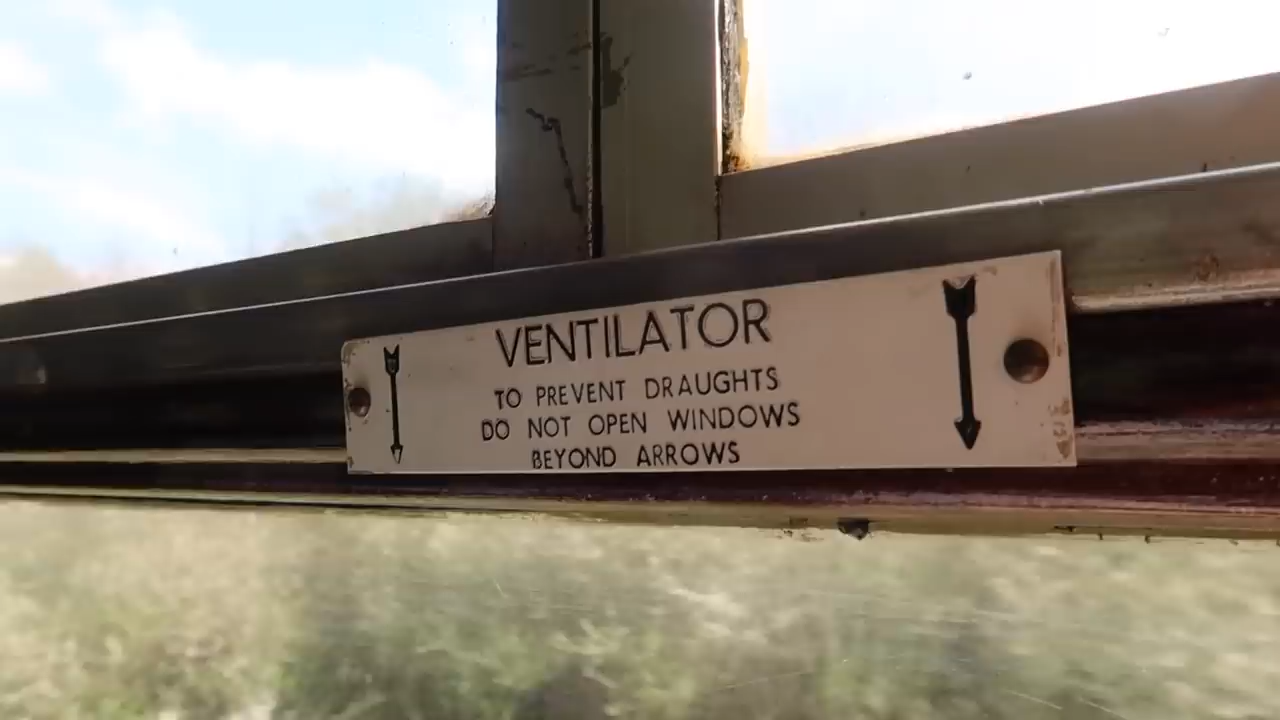 VENTILATOR
TO PREVENT DRAUGHTS
DO NOT OPEN WINDOWS
BEYOND ARROWS